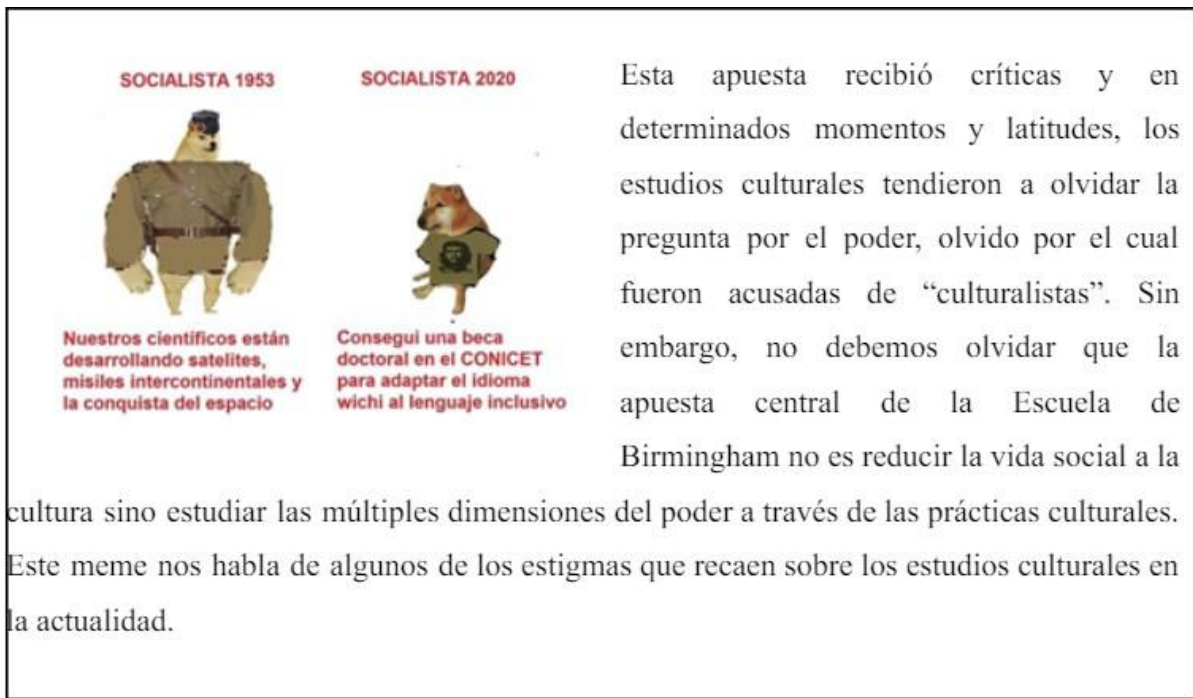 SOCIALISTA 1953
SOCIALISTA 2020
Nuestros científicos están
desarrollando satelites,
misiles intercontinentales y
la conquista del espacio
Consegui una beca
doctoral en el CONICET
para adaptar el idioma
wichi al lenguaje inclusivo
Esta apuesta recibió críticas y en
determinados momentos y latitudes, los
estudios culturales tendieron a olvidar la
pregunta por el poder, olvido por el cual
fueron acusadas de “culturalistas”. Sin
embargo, no debemos olvidar que la
apuesta central de la Escuela de
Birmingham no es reducir la vida social a la
cultura sino estudiar las múltiples dimensiones del poder a través de las prácticas culturales.
Este meme nos habla de algunos de los estigmas que recaen sobre los estudios culturales en
la actualidad.